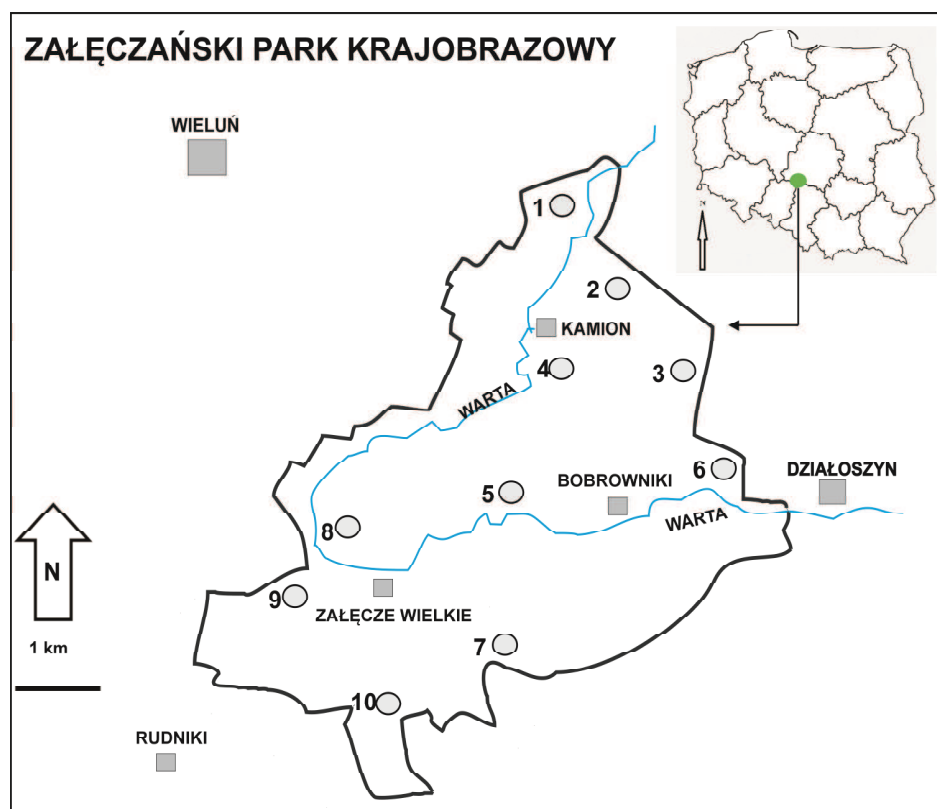 ZAŁĘCZAŃSKI PARK KRAJOBRAZOWY
WIELUŃ
N
1
2
KAMION
4
3
WARTA
6
DZIAŁOSZYN
BOBROWNIKI
5
WARTA
8
N
9
ZAŁĘCZE WIELKIE
7
1 km
10
RUDNIKI